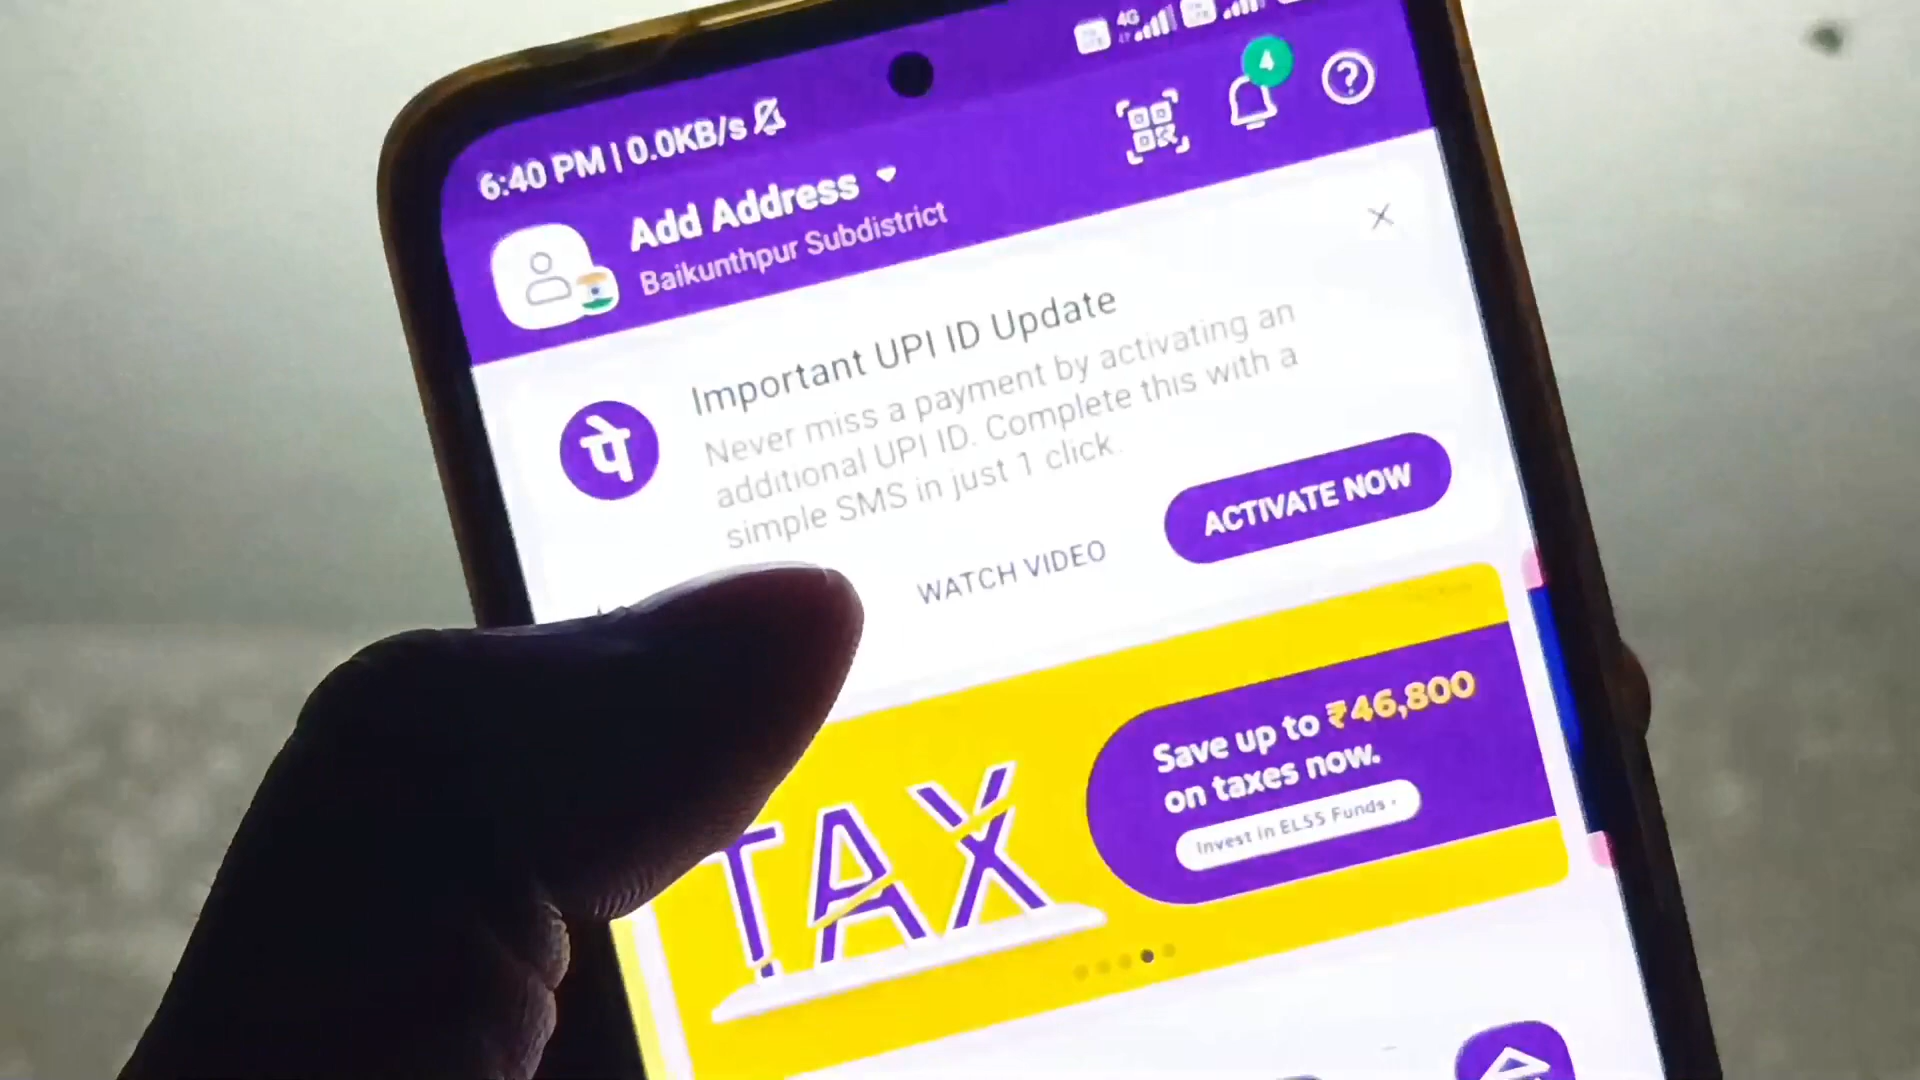 6:40 PM | 0.0KB/s
4G
4
Add Address
Baikunthpur Subdistrict
Important UPI ID Update
Never miss a payment by activating an
additional UPI ID. Complete this with a
simple SMS in just 1 click.
पे
WATCH VIDEO
ACTIVATE NOW
TAX
Save up to ₹46,800
on taxes now.
Invest in ELSS Funds